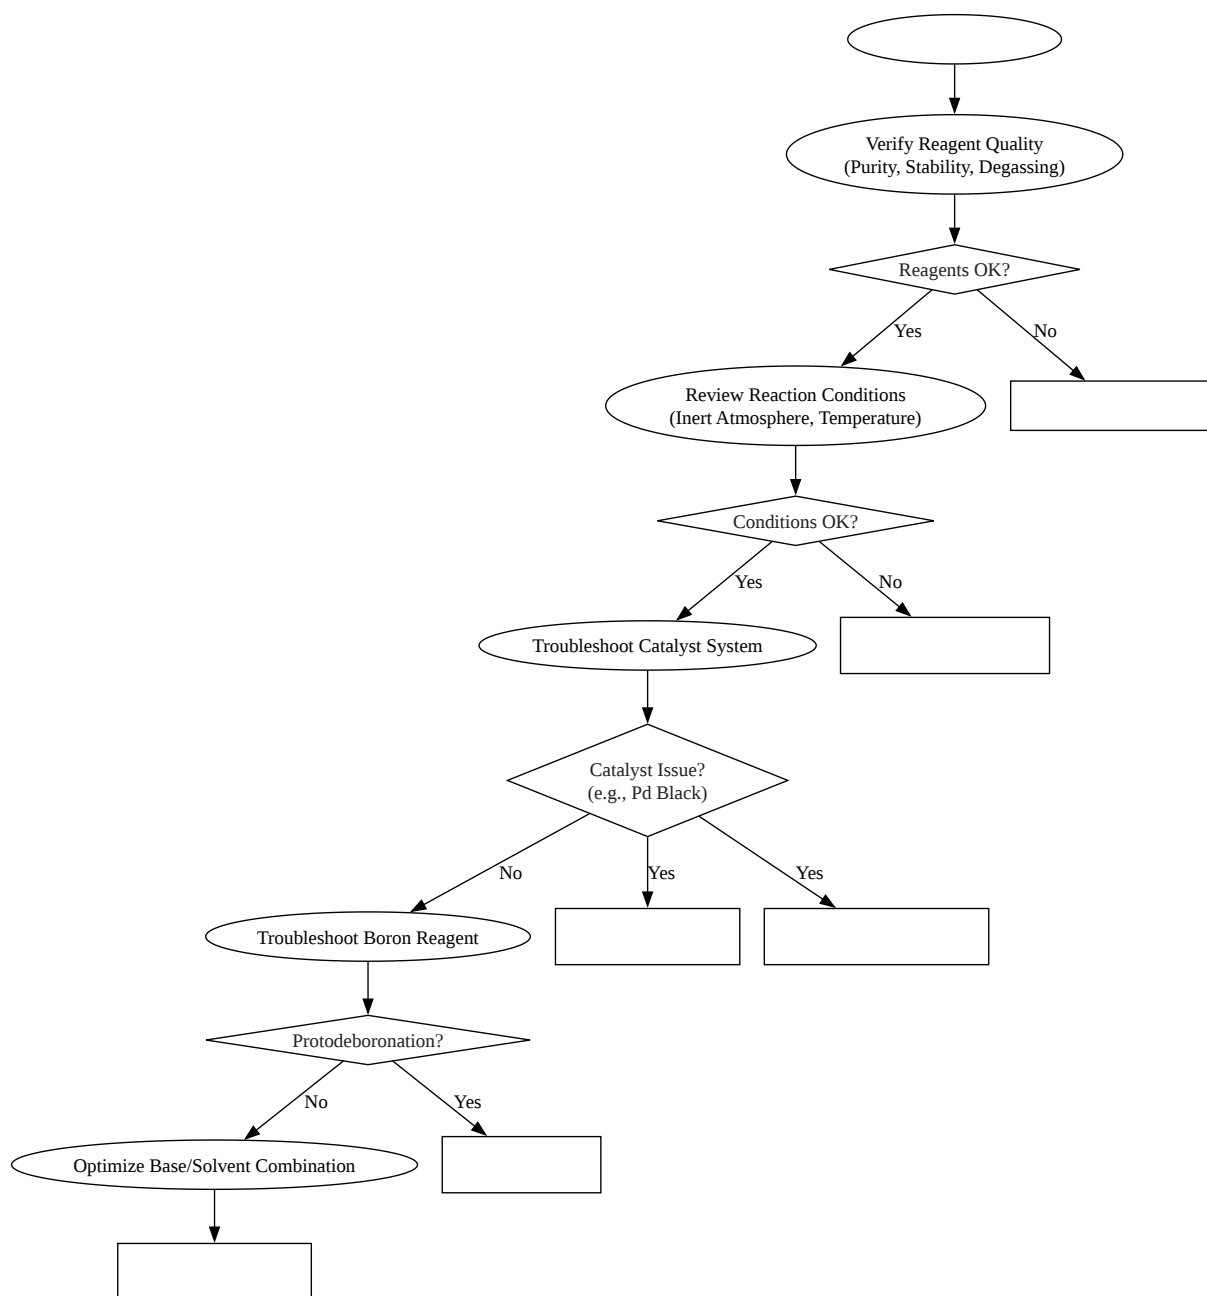 Verify Reagent Quality
(Purity, Stability, Degassing)
Reagents OK?
Yes
No
Review Reaction Conditions
(Inert Atmosphere, Temperature)
Conditions OK?
Yes
No
Troubleshoot Catalyst System
Catalyst Issue?
(e.g., Pd Black)
No
Yes
Yes
Troubleshoot Boron Reagent
Protodeboronation?
No
Yes
Optimize Base/Solvent Combination